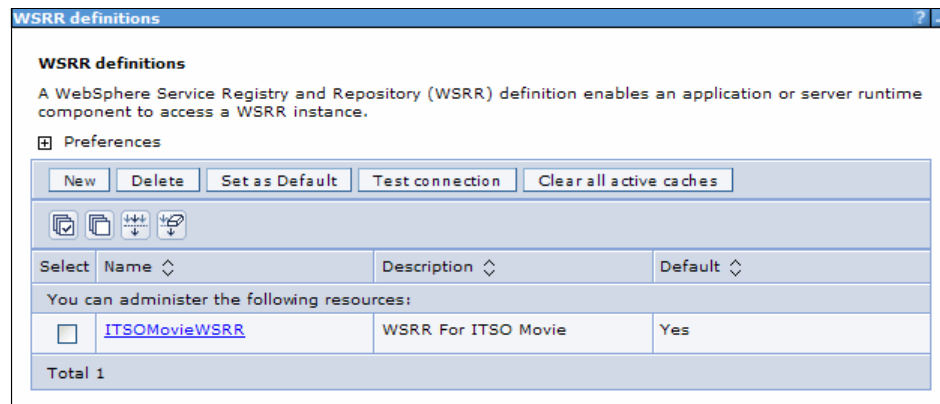 WSRR definitions ?
WSRR definitions
A WebSphere Service Registry and Repository (WSRR) definition enables an application or server runtime
component to access a WSRR instance.
Preferences
New Delete Set as Default Test connection Clear all active caches
Select Name Description Default
You can administer the following resources:
ITSOMovieWSRR WSRR For ITSO Movie Yes
Total 1